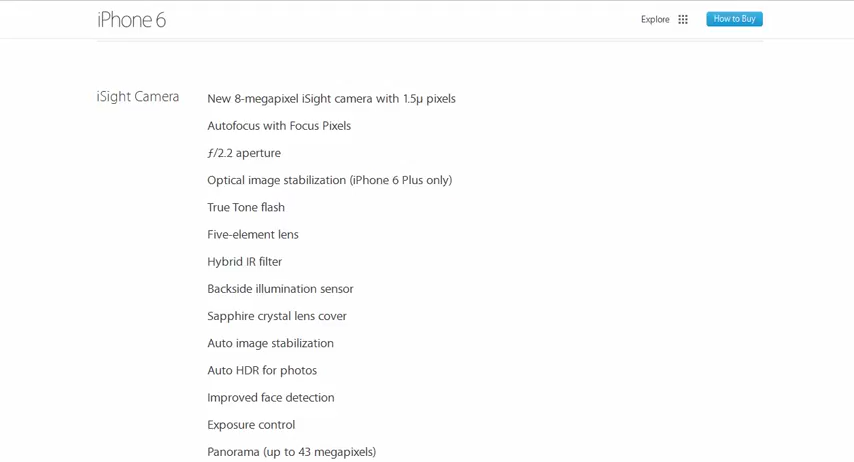 iPhone 6
Explore
How to Buy
iSight Camera
New 8-megapixel iSight camera with 1.5µ pixels
Autofocus with Focus Pixels
ƒ/2.2 aperture
Optical image stabilization (iPhone 6 Plus only)
True Tone flash
Five-element lens
Hybrid IR filter
Backside illumination sensor
Sapphire crystal lens cover
Auto image stabilization
Auto HDR for photos
Improved face detection
Exposure control
Panorama (up to 43 megapixels)